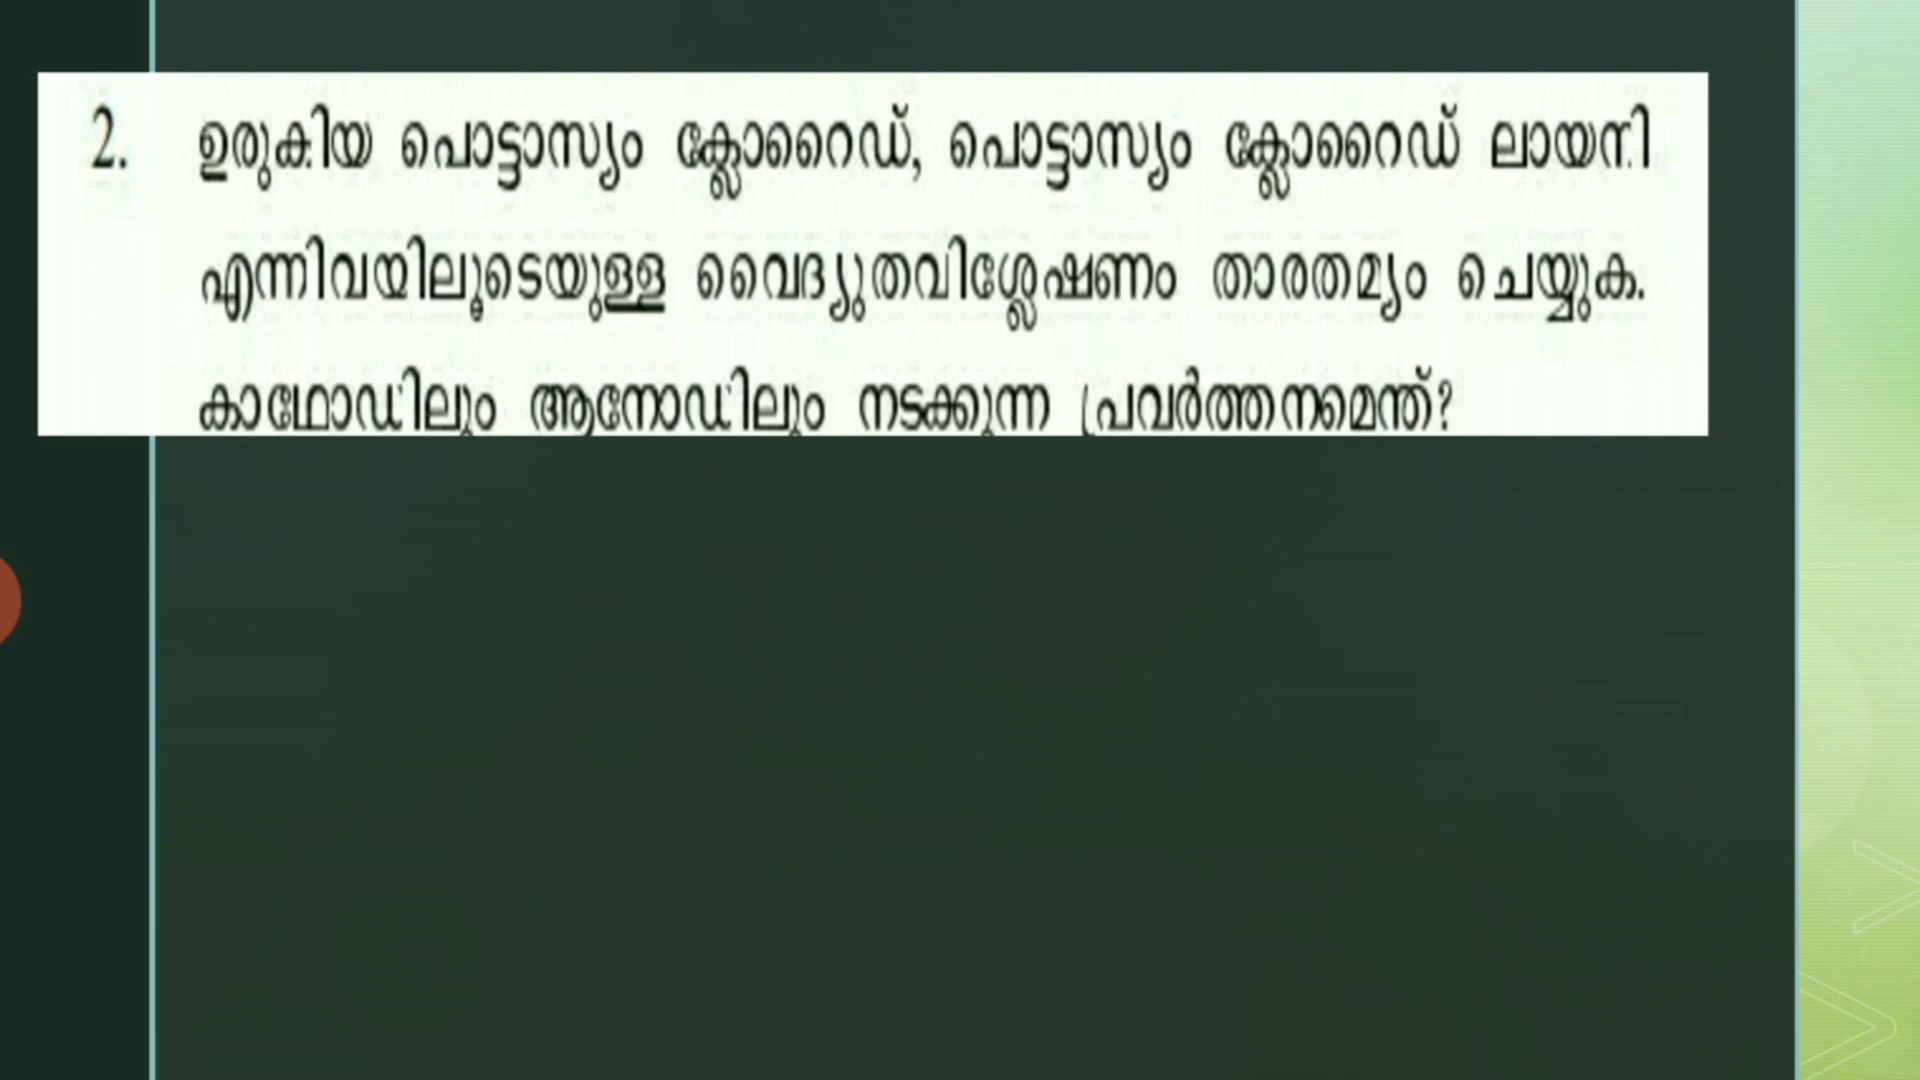 2. ഉരുകിയ പൊട്ടാസ്യം ക്ലോറൈഡ്, പൊട്ടാസ്യം ക്ലോറൈഡ് ലായനി
എന്നിവയിലൂടെയുള്ള വൈദ്യുതവിശ്ലേഷണം താരതമ്യം ചെയ്യുക.
കാഥോഡിലും ആനോഡിലും നടക്കുന്ന പ്രവർത്തനമെന്ത്?